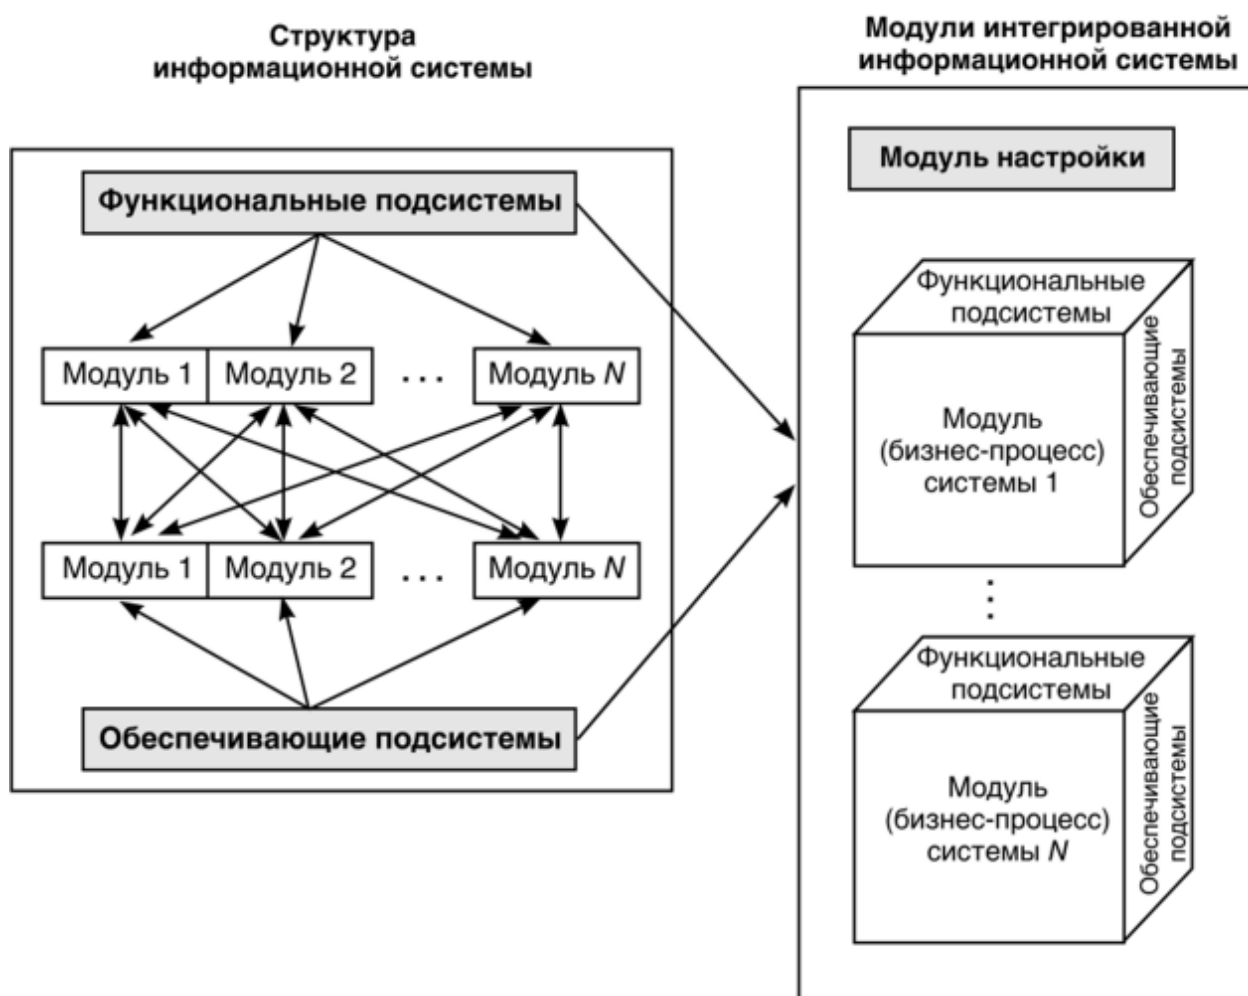 Структура
информационной системы
Функциональные подсистемы
Модуль 1
Модуль 2
. . .
Модуль N
Модуль 1
Модуль 2
. . .
Модуль N
Обеспечивающие подсистемы
Модули интегрированной
информационной системы
Модуль настройки
Функциональные
подсистемы
Модуль
(бизнес-процесс)
системы 1
Обеспечивающие
подсистемы
. . .
Функциональные
подсистемы
Модуль
(бизнес-процесс)
системы N
Обеспечивающие
подсистемы